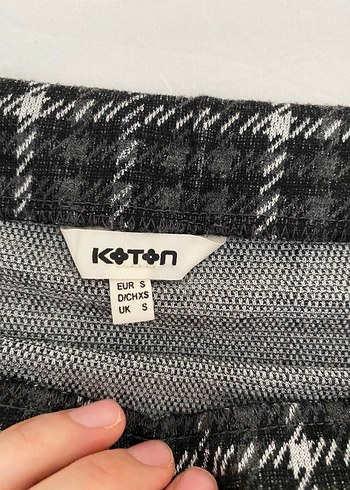 KOTON
EUR S
D/CH XS
UK S